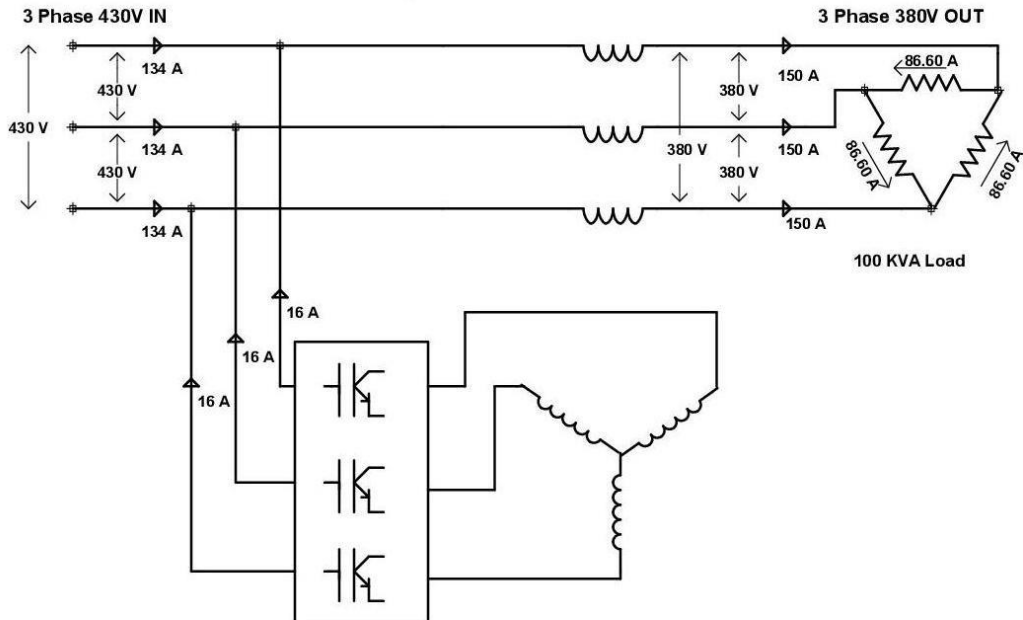 3 Phase 430V IN
3 Phase 380V OUT
134 A
150 A
86.60 A
430 V
380 V
430 V
134 A
380 V
150 A
86.60 A
86.60 A
430 V
380 V
134 A
150 A
100 KVA Load
16 A
16 A
16 A